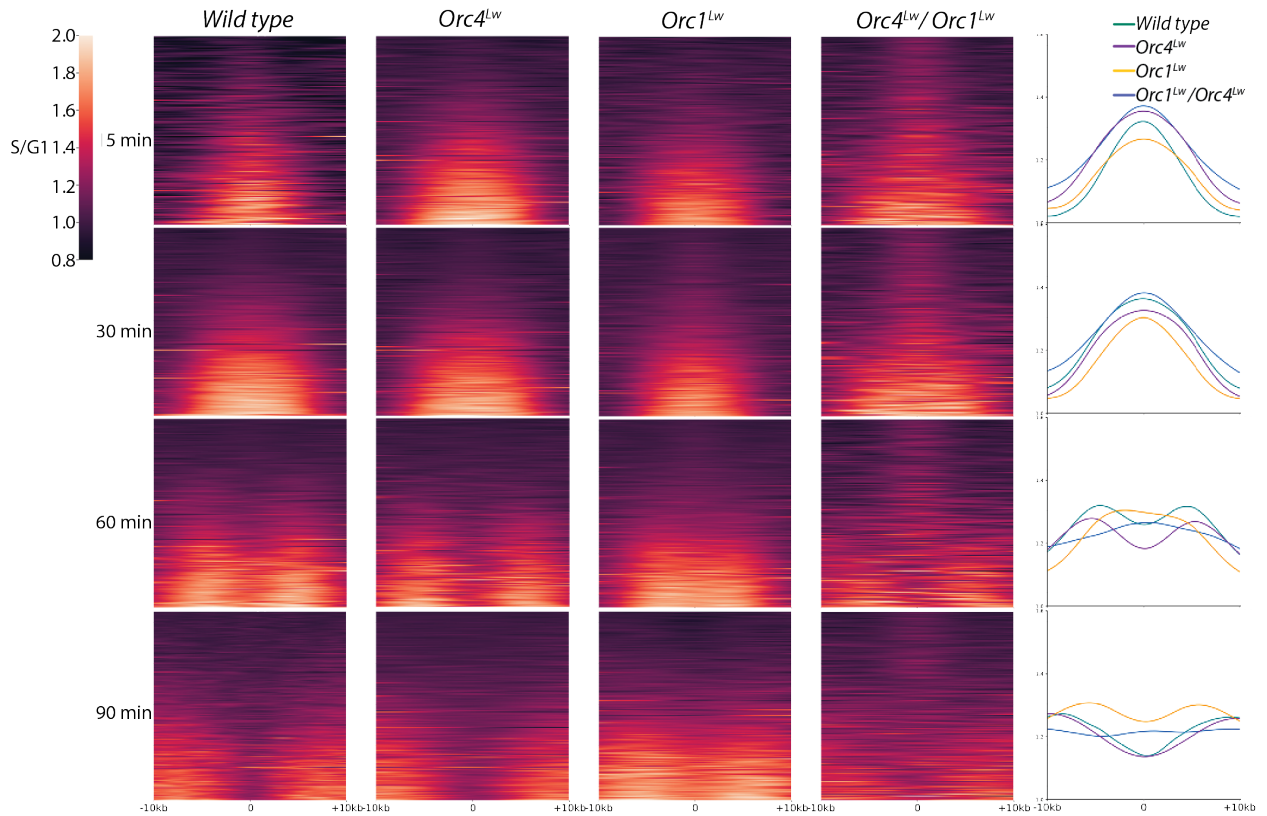 Wild type
Orc4Lw
Orc1Lw
Orc4Lw/Orc1Lw
Wild type
Orc4Lw
Orc1Lw
Orc1Lw/Orc4Lw
2.0
1.8
1.6
S/G1 1.4
1.2
1.0
0.8
5 min
30 min
60 min
90 min
-10kb 0 +10kb
-10kb 0 +10kb
-10kb 0 +10kb
-10kb 0 +10kb
-10kb 0 +10kb